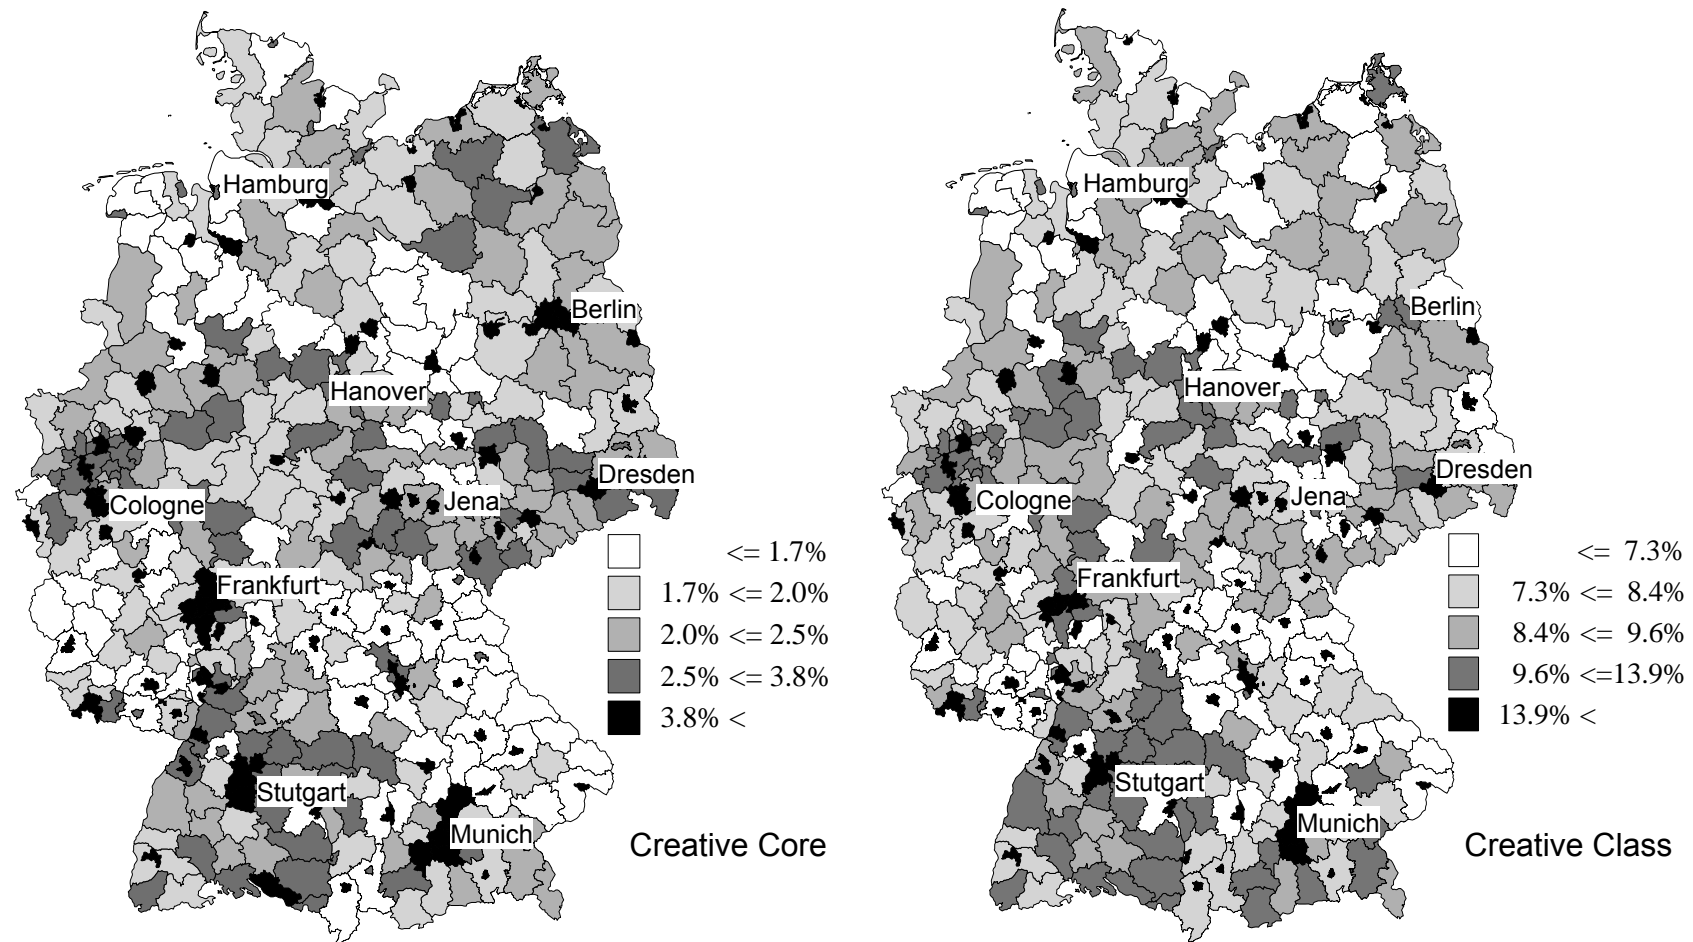 Hamburg
Berlin
Hanover
Dresden
Cologne
Jena
Frankfurt
Stutgart
Munich
<= 1.7%
1.7% <= 2.0%
2.0% <= 2.5%
2.5% <= 3.8%
3.8% <
Creative Core
Hamburg
Berlin
Hanover
Dresden
Cologne
Jena
Frankfurt
Stutgart
Munich
<= 7.3%
7.3% <= 8.4%
8.4% <= 9.6%
9.6% <=13.9%
13.9% <
Creative Class